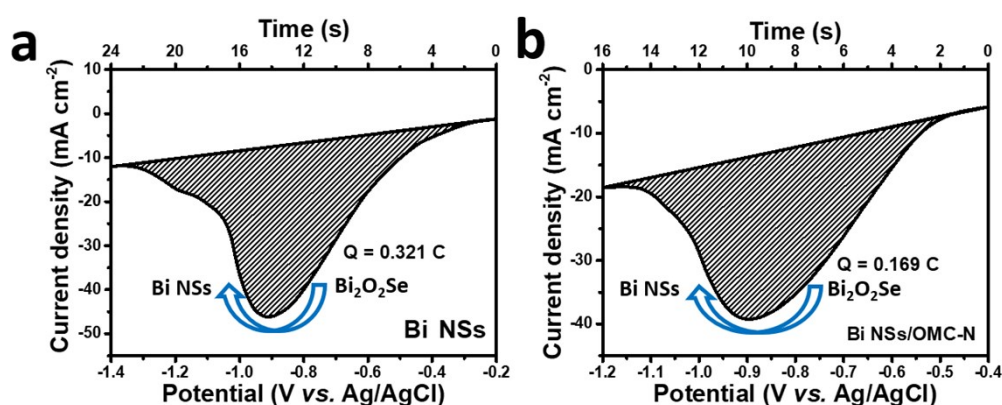 a
Time (s)
24 20 16 12 8 4 0
Current density (mA cm⁻²)
10
0
-10
-20
-30
-40
-50
Q = 0.321 C
Bi NSs
Bi₂O₂Se
Bi NSs
-1.4 -1.2 -1.0 -0.8 -0.6 -0.4 -0.2
Potential (V vs. Ag/AgCl)
b
Time (s)
16 14 12 10 8 6 4 2 0
Current density (mA cm⁻²)
0
-10
-20
-30
-40
Q = 0.169 C
Bi NSs
Bi₂O₂Se
Bi NSs/OMC-N
-1.2 -1.1 -1.0 -0.9 -0.8 -0.7 -0.6 -0.5 -0.4
Potential (V vs. Ag/AgCl)